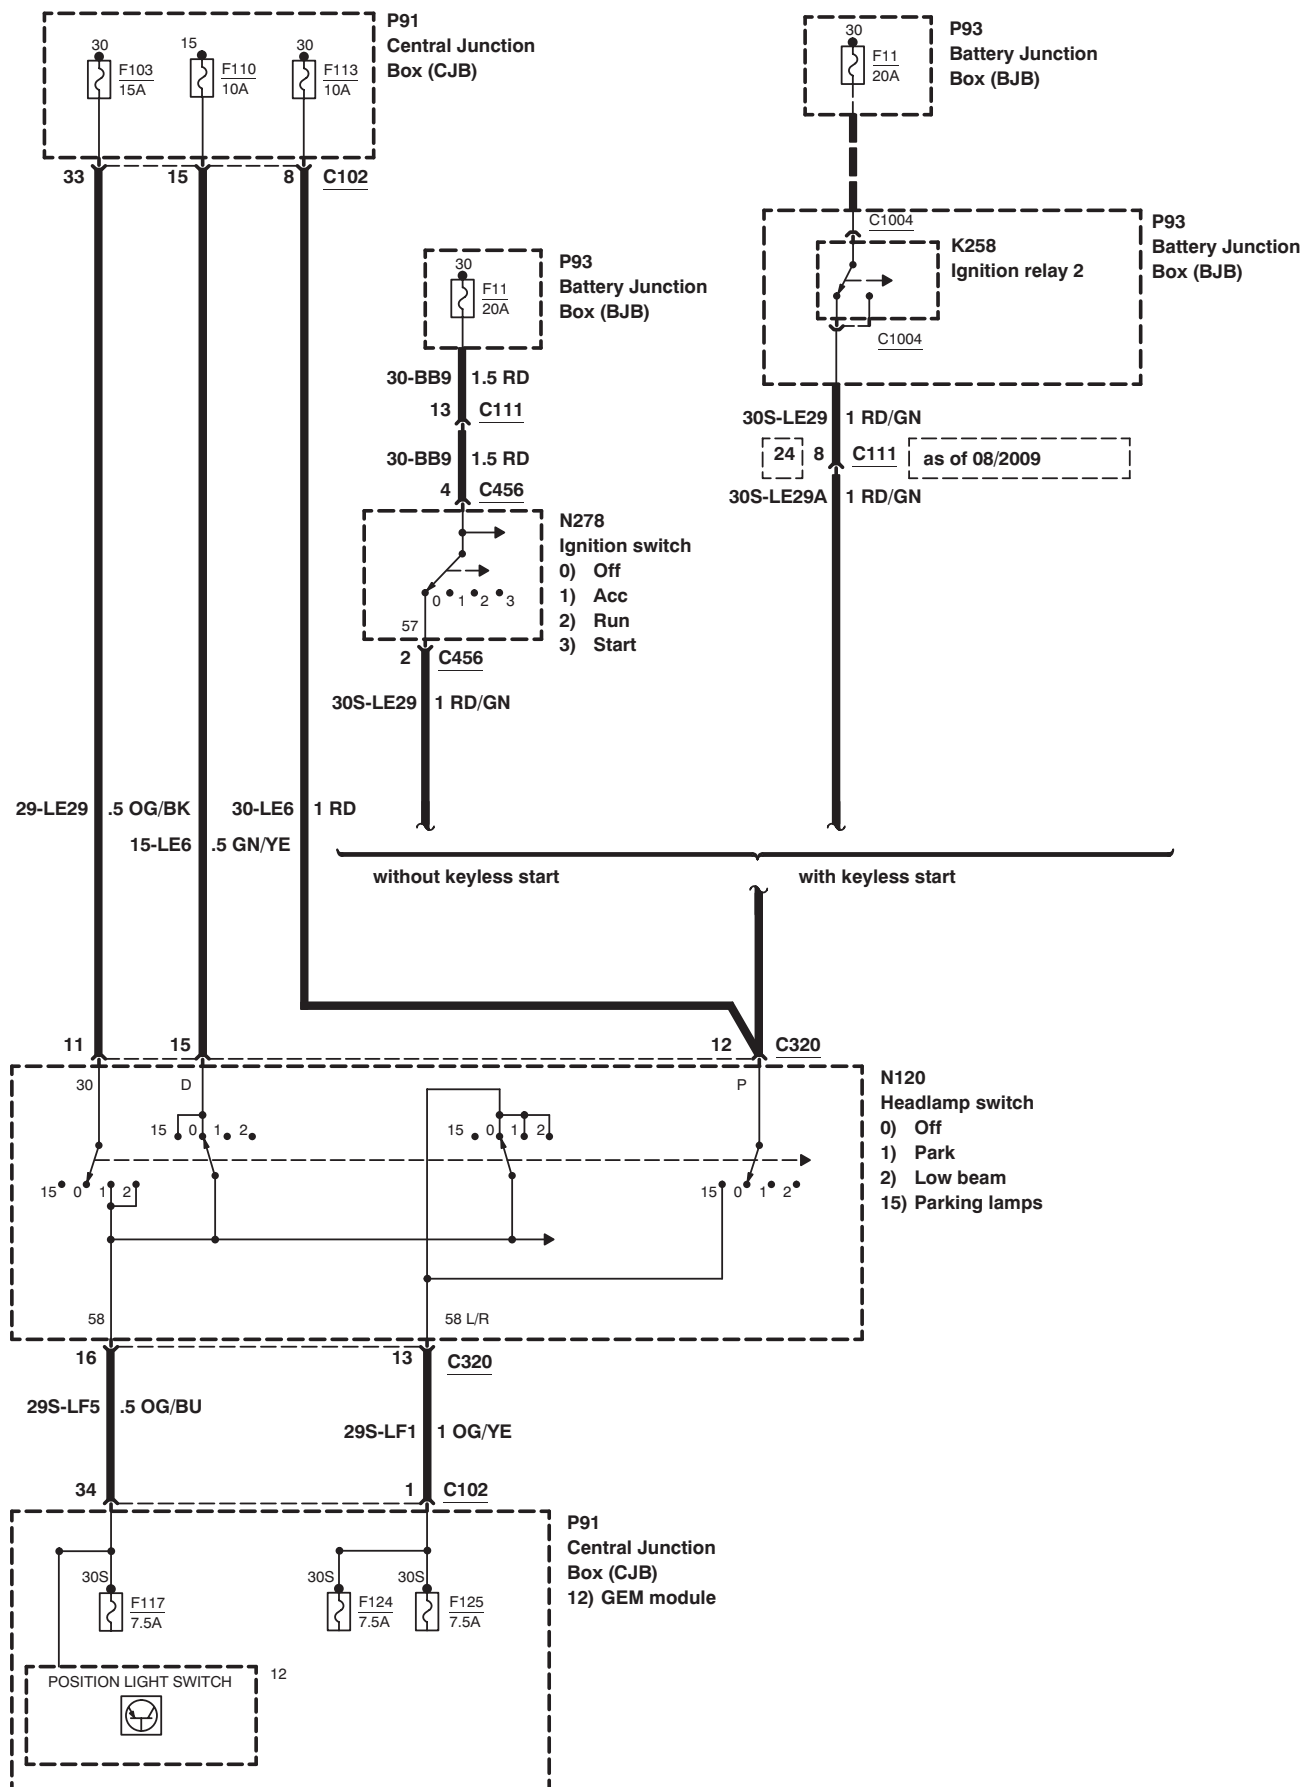 P91
Central Junction
Box (CJB)
30
F103
15A
15
F110
10A
30
F113
10A
33
15
8
C102
P93
Battery Junction
Box (BJB)
30
F11
20A
P93
Battery Junction
Box (BJB)
C1004
K258
Ignition relay 2
C1004
P93
Battery Junction
Box (BJB)
30
F11
20A
30-BB9
1.5 RD
13
C111
30-BB9
1.5 RD
4
C456
30S-LE29
1 RD/GN
24
8
C111
as of 08/2009
30S-LE29A
1 RD/GN
N278
Ignition switch
0) Off
1) Acc
2) Run
3) Start
0
1
2
3
57
2
C456
30S-LE29
1 RD/GN
29-LE29
.5 OG/BK
30-LE6
1 RD
15-LE6
.5 GN/YE
without keyless start
with keyless start
11
15
12
C320
30
D
P
N120
Headlamp switch
0) Off
1) Park
2) Low beam
15) Parking lamps
15 0 1 2
15 0 1 2
15 0 1 2
15 0 1 2
58
58 L/R
16
13
C320
29S-LF5
.5 OG/BU
29S-LF1
1 OG/YE
34
1
C102
P91
Central Junction
Box (CJB)
12) GEM module
30S
F117
7.5A
30S
F124
7.5A
30S
F125
7.5A
POSITION LIGHT SWITCH
12